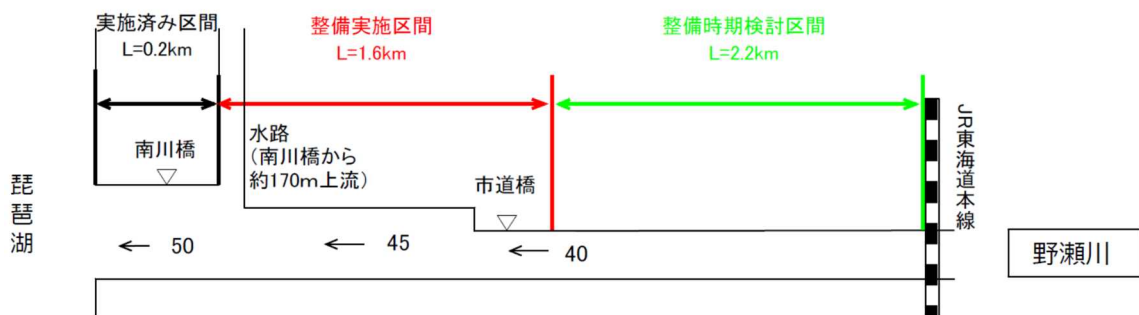 実施済み区間
L=0.2km
整備実施区間
L=1.6km
整備時期検討区間
L=2.2km
南川橋
水路
(南川橋から
約170m上流)
市道橋
JR東海道本線
琵琶湖
← 50
← 45
← 40
野瀬川